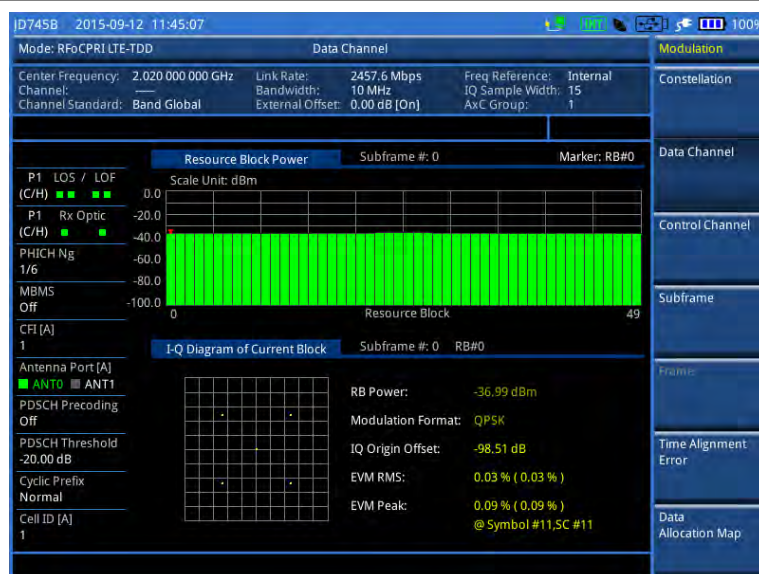 JD745B 2015-09-12 11:45:07 INT 100%
Mode: RFoCPRI LTE-TDD Data Channel
Center Frequency: 2.020 000 000 GHz Link Rate: 2457.6 Mbps Freq Reference: Internal
Channel: ---- Bandwidth: 10 MHz IQ Sample Width: 15
Channel Standard: Band Global External Offset: 0.00 dB [On] AxC Group: 1
P1 LOS / LOF
(C/H)
P1 Rx Optic
(C/H)
PHICH Ng
1/6
MBMS
Off
CFI [A]
1
Antenna Port [A]
ANT0 ANT1
PDSCH Precoding
Off
PDSCH Threshold
-20.00 dB
Cyclic Prefix
Normal
Cell ID [A]
1
Resource Block Power Subframe #: 0 Marker: RB#0
Scale Unit: dBm
0.0
-20.0
-40.0
-60.0
-80.0
-100.0
0 Resource Block 49
I-Q Diagram of Current Block Subframe #: 0 RB#0
RB Power: -36.99 dBm
Modulation Format: QPSK
IQ Origin Offset: -98.51 dB
EVM RMS: 0.03 % ( 0.03 % )
EVM Peak: 0.09 % ( 0.09 % )
@ Symbol #11,SC #11
Modulation
Constellation
Data Channel
Control Channel
Subframe
Frame
Time Alignment
Error
Data
Allocation Map